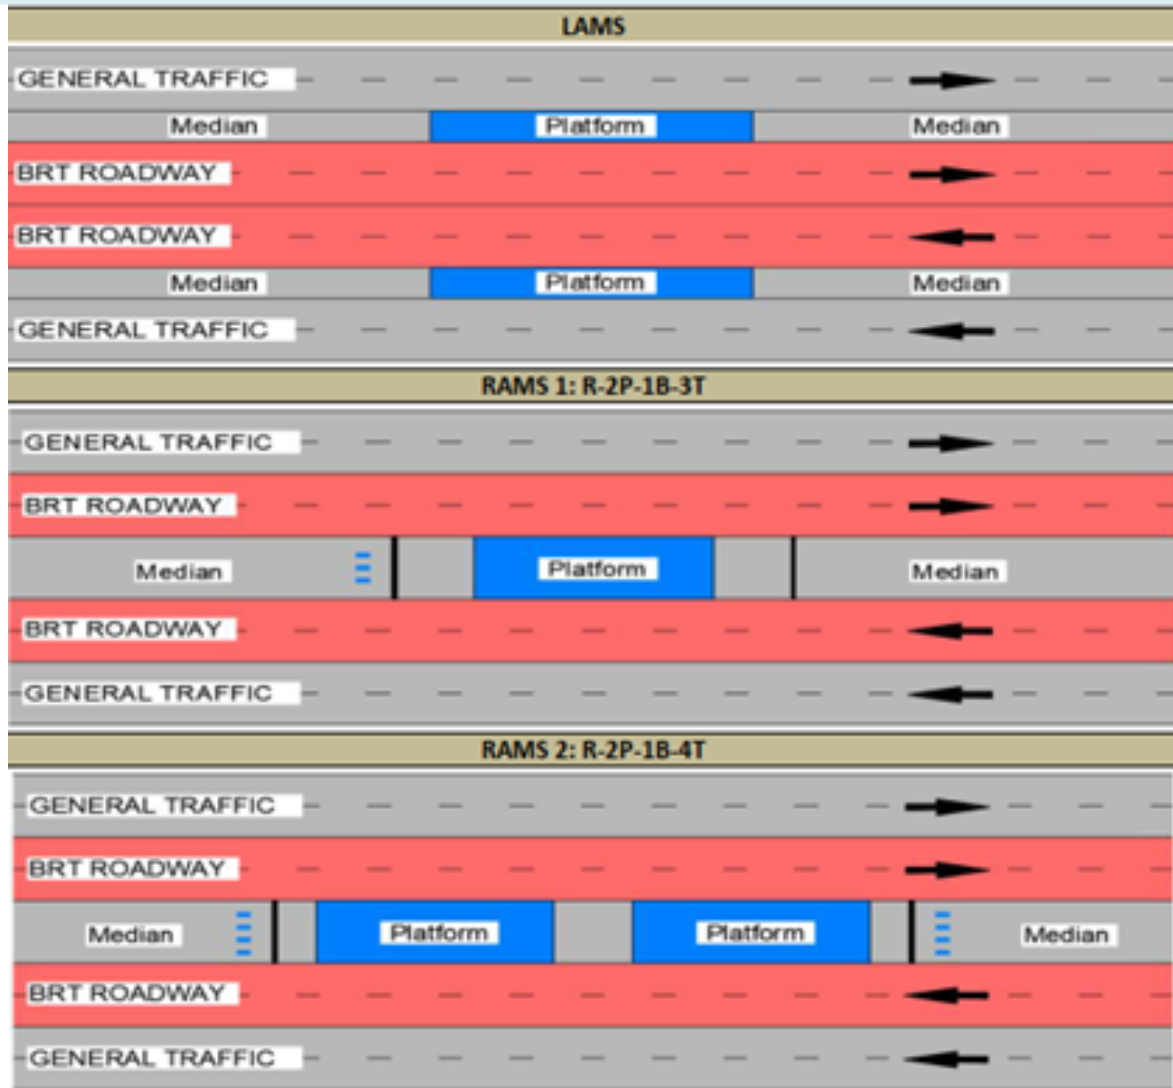 LAMS
GENERAL TRAFFIC
Median Platform Median
BRT ROADWAY
BRT ROADWAY
Median Platform Median
GENERAL TRAFFIC
RAMS 1: R-2P-1B-3T
GENERAL TRAFFIC
BRT ROADWAY
Median Platform Median
BRT ROADWAY
GENERAL TRAFFIC
RAMS 2: R-2P-1B-4T
GENERAL TRAFFIC
BRT ROADWAY
Median Platform Platform Median
BRT ROADWAY
GENERAL TRAFFIC